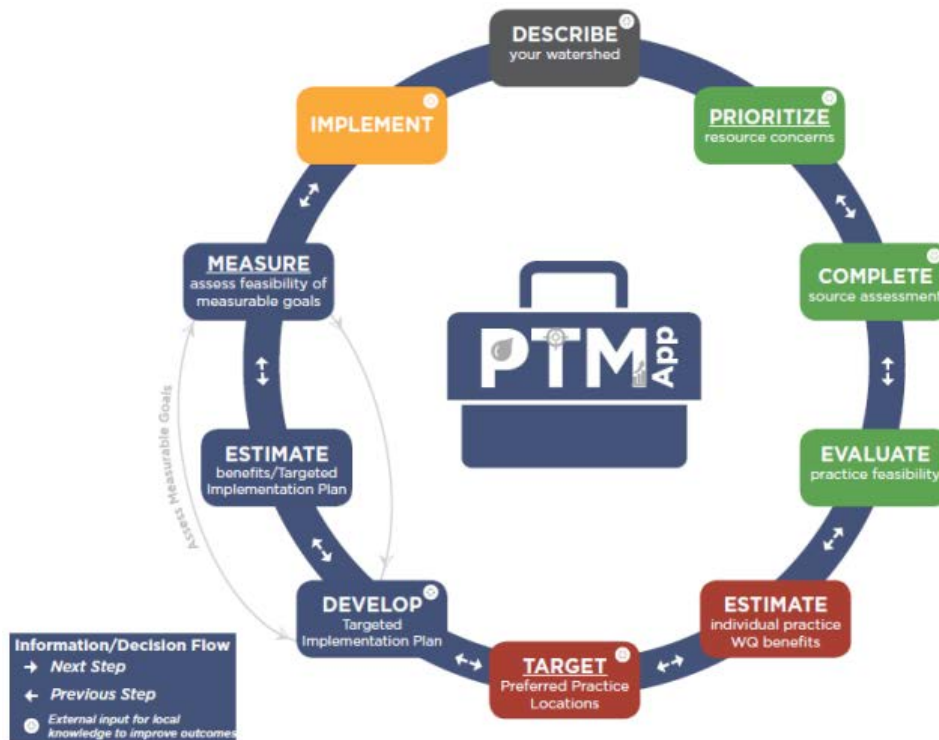 DESCRIBE
your watershed
PRIORITIZE
resource concerns
COMPLETE
source assessment
EVALUATE
practice feasibility
ESTIMATE
individual practice
WQ benefits
TARGET
Preferred Practice
Locations
DEVELOP
Targeted
Implementation Plan
ESTIMATE
benefits/Targeted
Implementation Plan
MEASURE
assess feasibility of
measurable goals
IMPLEMENT
Assess Measurable Goals
PTM
App
Information/Decision Flow
→ Next Step
← Previous Step
External input for local
knowledge to improve outcomes